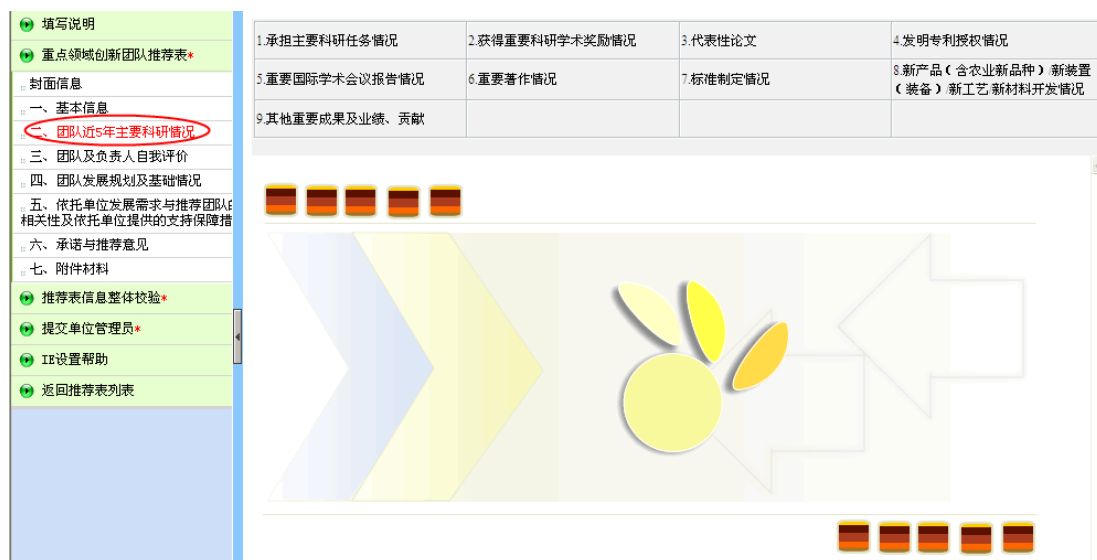 填写说明
重点领域创新团队推荐表*
封面信息
一、基本信息
二、团队近5年主要科研情况
三、团队及负责人自我评价
四、团队发展规划及基础情况
五、依托单位发展需求与推荐团队的
相关性及依托单位提供的支持保障措
六、承诺与推荐意见
七、附件材料
推荐表信息整体校验*
提交单位管理员*
IE设置帮助
返回推荐表列表
1.承担主要科研任务情况
2.获得重要科研学术奖励情况
3.代表性论文
4.发明专利授权情况
5.重要国际学术会议报告情况
6.重要著作情况
7.标准制定情况
8.新产品（含农业新品种）/新装置
（装备）/新工艺/新材料开发情况
9.其他重要成果及业绩、贡献